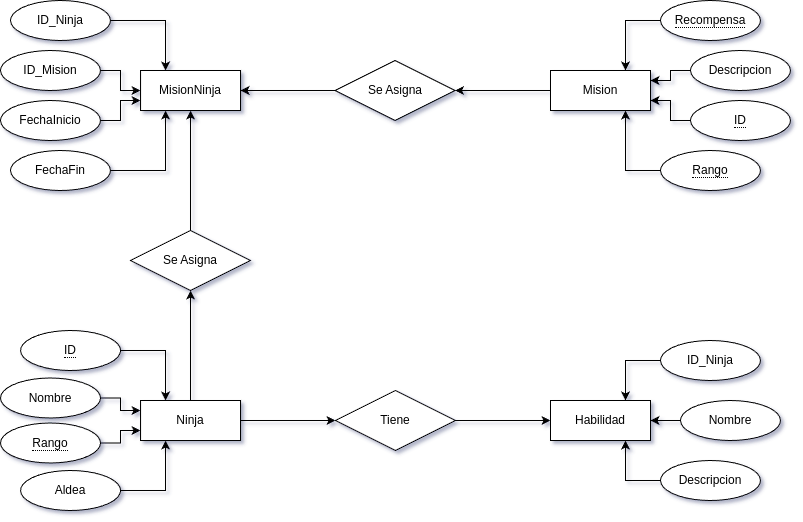 ID_Ninja
Recompensa
ID_Mision
Descripcion
MisionNinja
Se Asigna
Mision
FechaInicio
ID
FechaFin
Rango
Se Asigna
ID
ID_Ninja
Nombre
Ninja
Tiene
Habilidad
Nombre
Rango
Aldea
Descripcion